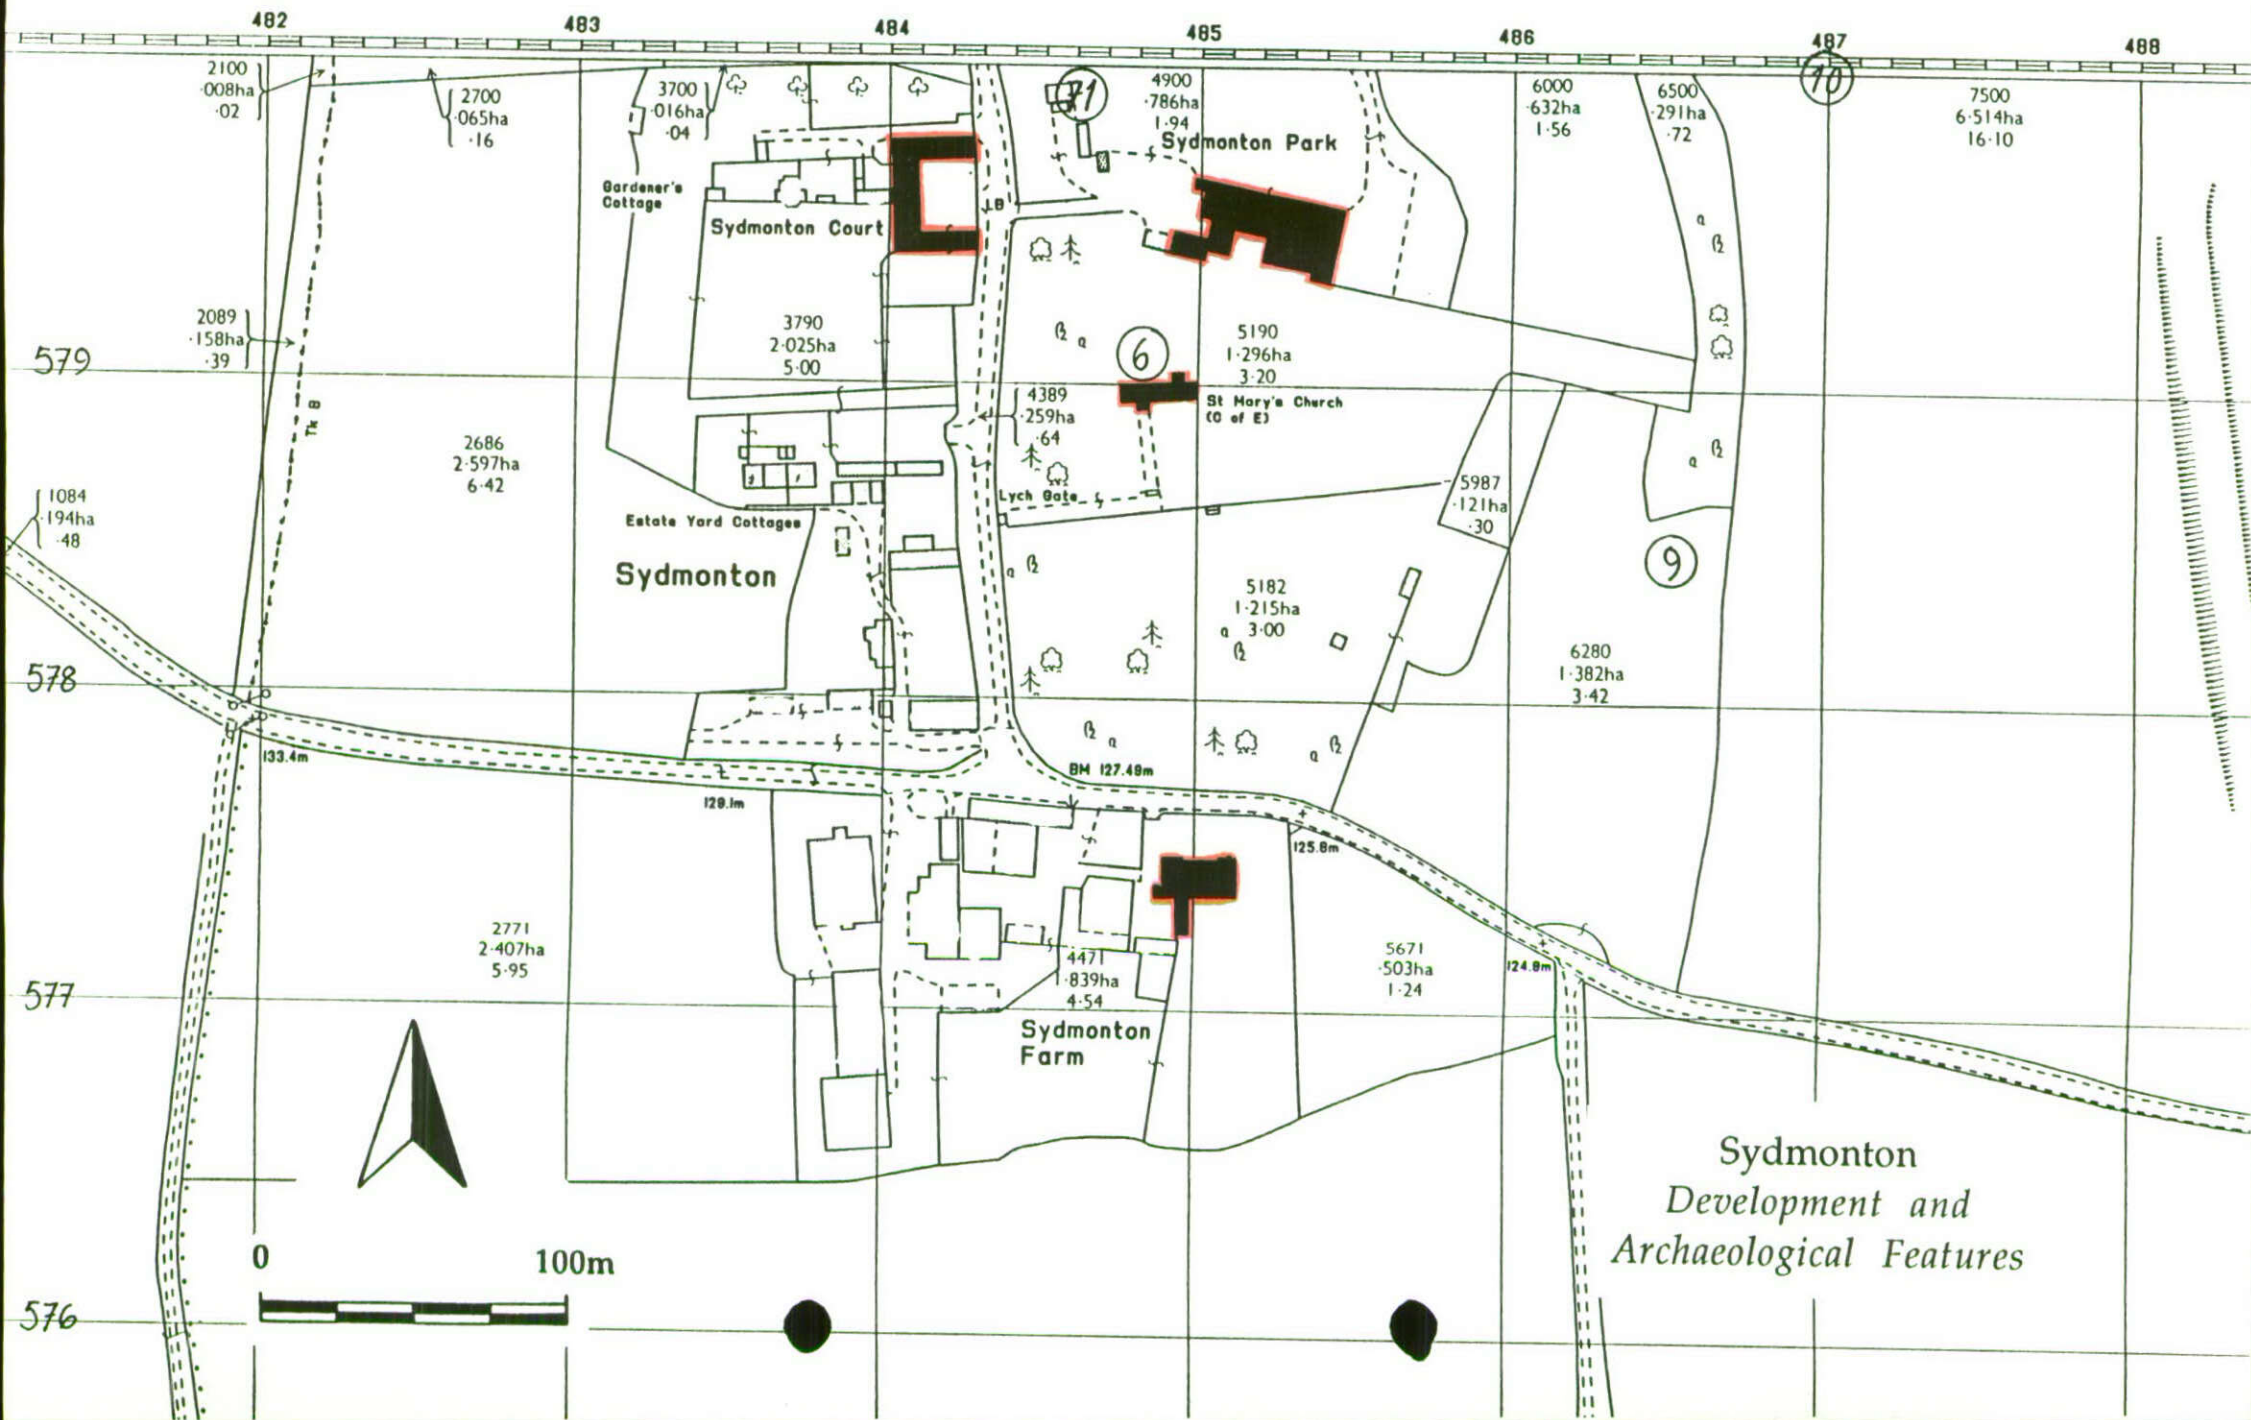 482
483
484
485
486
487
488
2100
·008ha
·02
2700
·065ha
·16
3700
·016ha
·04
71
4900
·786ha
1·94
Sydmonton Park
6000
·632ha
1·56
6500
·291ha
·72
10
7500
6·514ha
16·10
Gardener's
Cottage
Sydmonton Court
LB
2089
·158ha
·39
579
3790
2·025ha
5·00
6
5190
1·296ha
3·20
St Mary's Church
(C of E)
4389
·259ha
·64
Tk B
2686
2·597ha
6·42
Lych Gate
5987
·121ha
·30
1084
·194ha
·48
Estate Yard Cottages
Sydmonton
9
5182
1·215ha
3·00
578
6280
1·382ha
3·42
133.4m
129.1m
BM 127.49m
125.8m
2771
2·407ha
5·95
4471
1·839ha
4·54
5671
·503ha
1·24
124.9m
577
Sydmonton
Farm
Sydmonton
Development and
Archaeological Features
0 100m
576